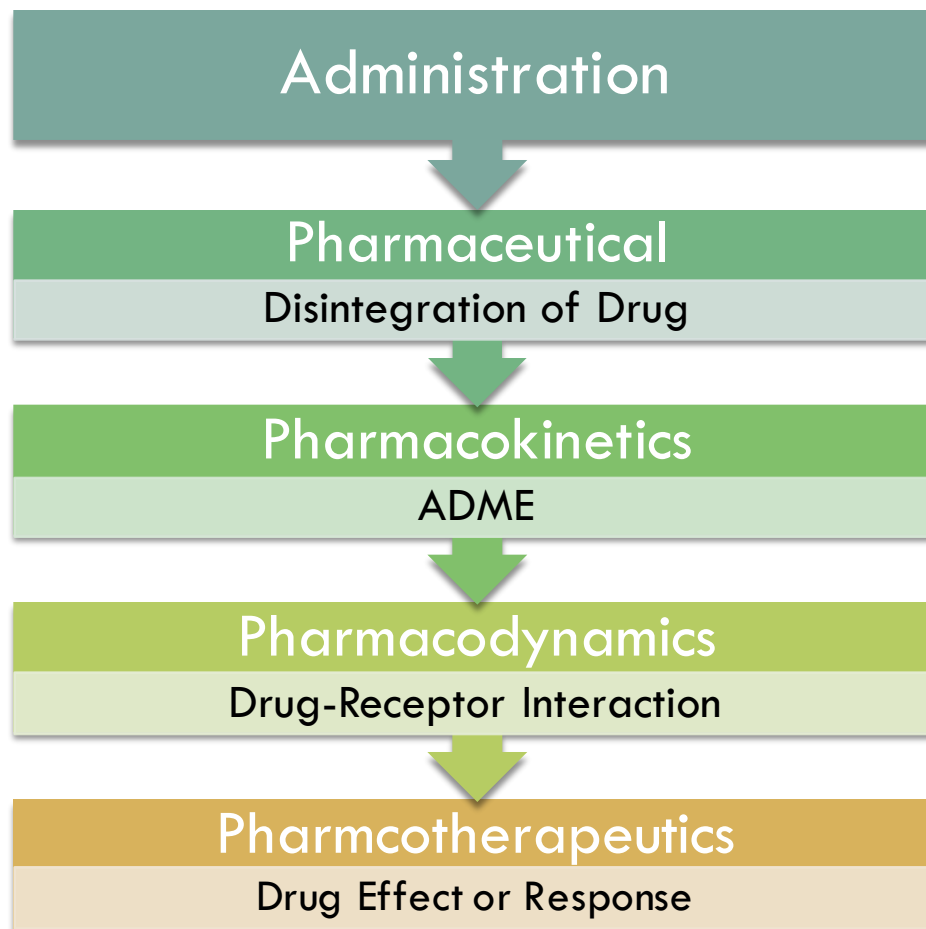 Administration
Pharmaceutical
Disintegration of Drug
Pharmacokinetics
ADME
Pharmacodynamics
Drug-Receptor Interaction
Pharmcotherapeutics
Drug Effect or Response